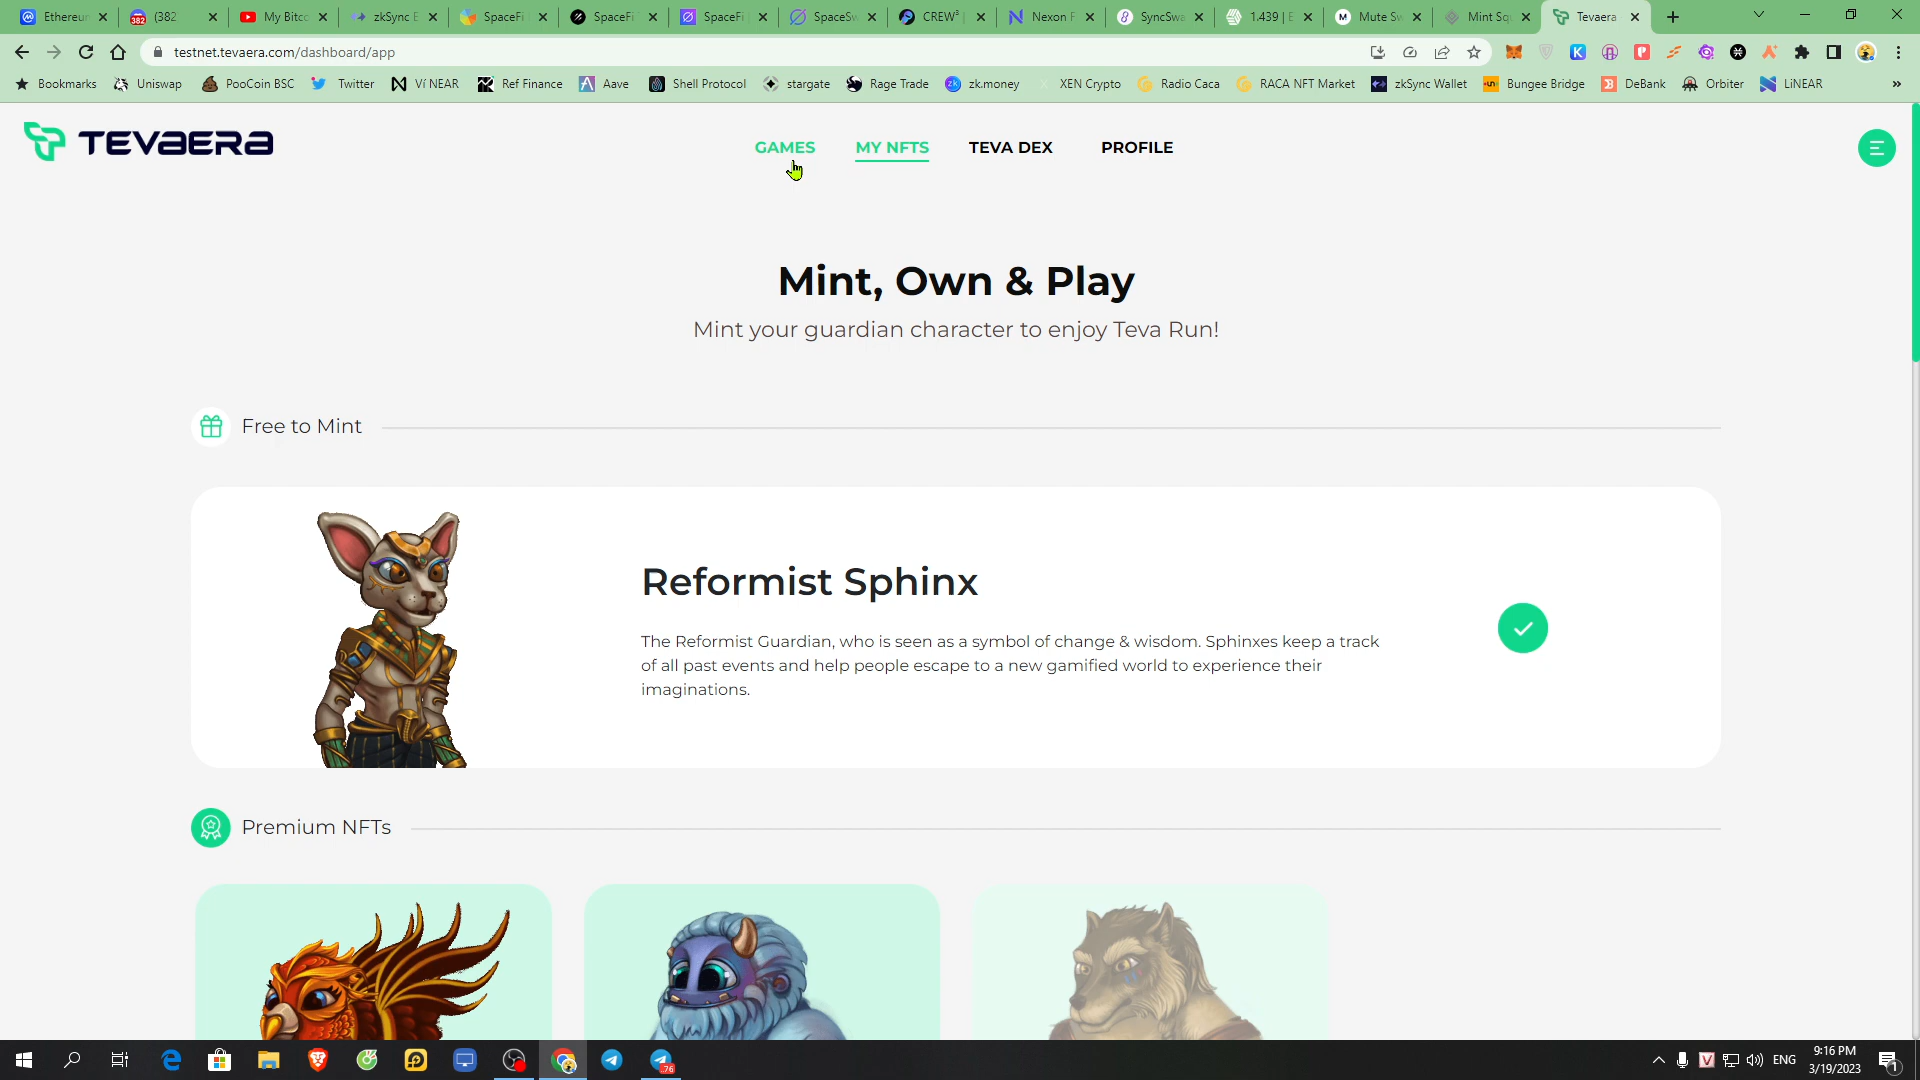 Ethereun
(382
My Bitcc
zkSync E
SpaceFi
SpaceFi
SpaceFi
SpaceSw
CREW³
Nexon F
SyncSwa
1.439 | E
Mute Sw
Mint Sq
Tevaera
testnet.tevaera.com/dashboard/app
Bookmarks
Uniswap
PooCoin BSC
Twitter
Ví NEAR
Ref Finance
Aave
Shell Protocol
stargate
Rage Trade
zk.money
XEN Crypto
Radio Caca
RACA NFT Market
zkSync Wallet
Bungee Bridge
DeBank
Orbiter
LiNEAR
TEVAERA
GAMES
MY NFTS
TEVA DEX
PROFILE
Mint, Own & Play
Mint your guardian character to enjoy Teva Run!
Free to Mint
Reformist Sphinx
The Reformist Guardian, who is seen as a symbol of change & wisdom. Sphinxes keep a track
of all past events and help people escape to a new gamified world to experience their
imaginations.
Premium NFTs
ENG
9:16 PM
3/19/2023